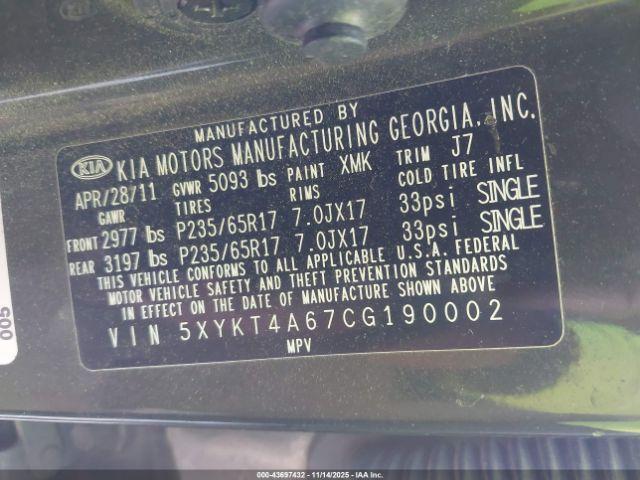 KIA
MANUFACTURED BY
KIA KIA MOTORS MANUFACTURING GEORGIA, INC.
APR/28/11 GVWR 5093 lbs PAINT XMK TRIM J7
GAWR TIRES RIMS COLD TIRE INFL
FRONT 2977 lbs P235/65R17 7.0JX17 33psi SINGLE
REAR 3197 lbs P235/65R17 7.0JX17 33psi SINGLE
THIS VEHICLE CONFORMS TO ALL APPLICABLE U.S.A. FEDERAL
MOTOR VEHICLE SAFETY AND THEFT PREVENTION STANDARDS
IN EFFECT ON THE DATE OF MANUFACTURE SHOWN ABOVE
VIN 5XYKT4A67CG190002
MPV
005
000-43697432 - 11/14/2025 - IAA Inc.